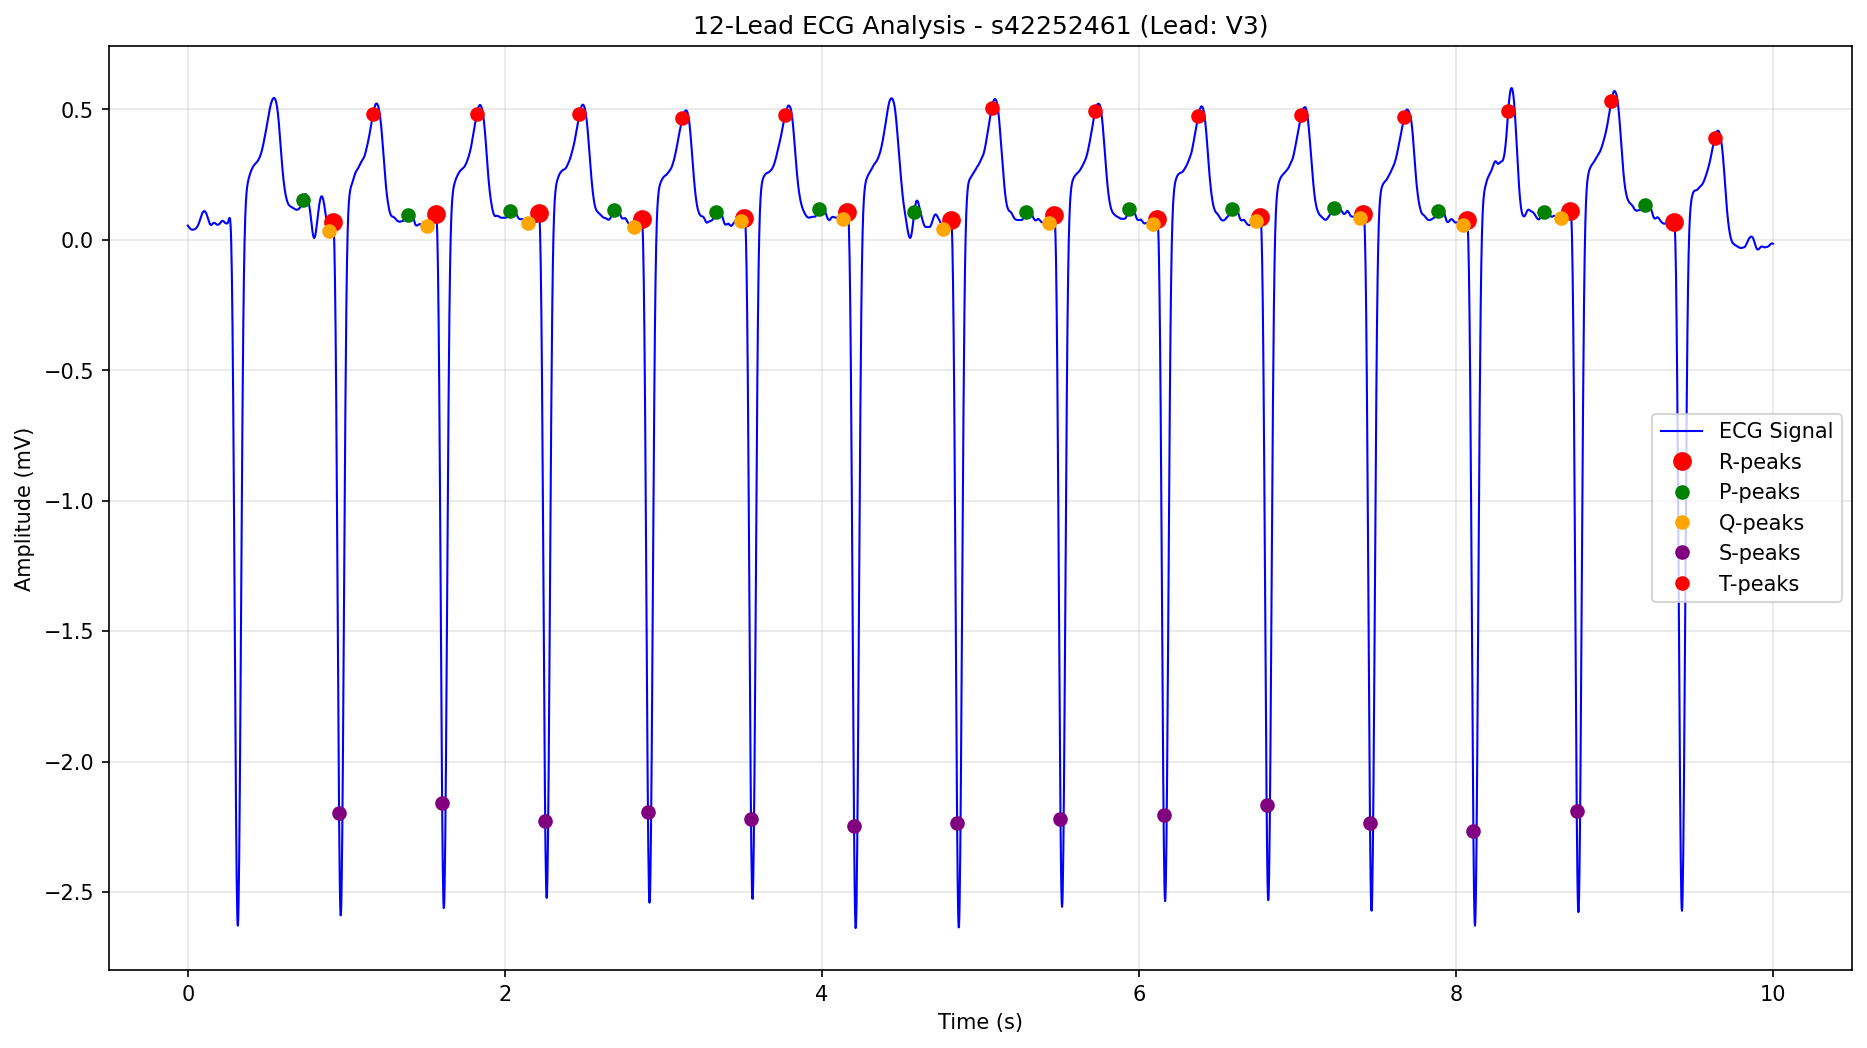 12-Lead ECG Analysis - s42252461 (Lead: V3)
Amplitude (mV)
0.5
0.0
−0.5
−1.0
−1.5
−2.0
−2.5
ECG Signal
R-peaks
P-peaks
Q-peaks
S-peaks
T-peaks
0 2 4 6 8 10
Time (s)